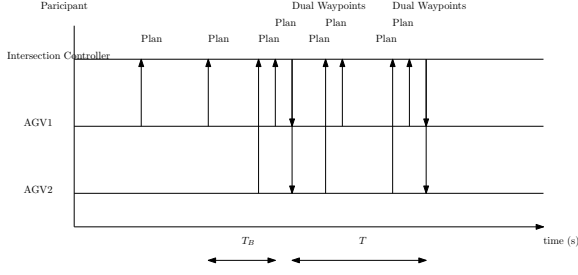 Paricipant
Dual Waypoints
Dual Waypoints
Plan
Plan
Plan
Plan
Plan
Plan
Plan
Plan
Intersection Controller
AGV1
AGV2
T_B
T
time (s)